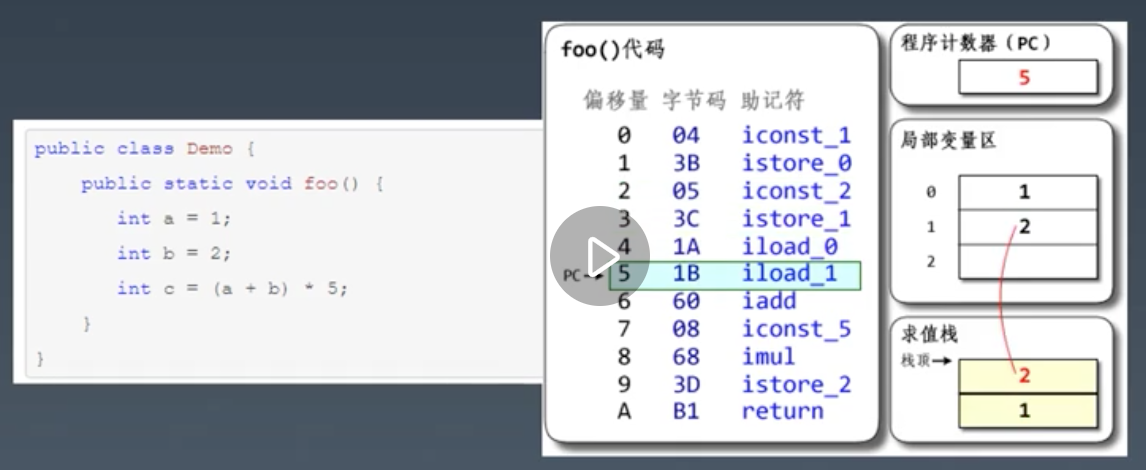 public class Demo {
public static void foo() {
int a = 1;
int b = 2;
int c = (a + b) * 5;
}
}
foo()代码
偏移量 字节码 助记符
0 04 iconst_1
1 3B istore_0
2 05 iconst_2
3 3C istore_1
4 1A iload_0
PC 5 1B iload_1
6 60 iadd
7 08 iconst_5
8 68 imul
9 3D istore_2
A B1 return
程序计数器（PC）
5
局部变量区
0 1
1 2
2
求值栈
栈顶 2
1